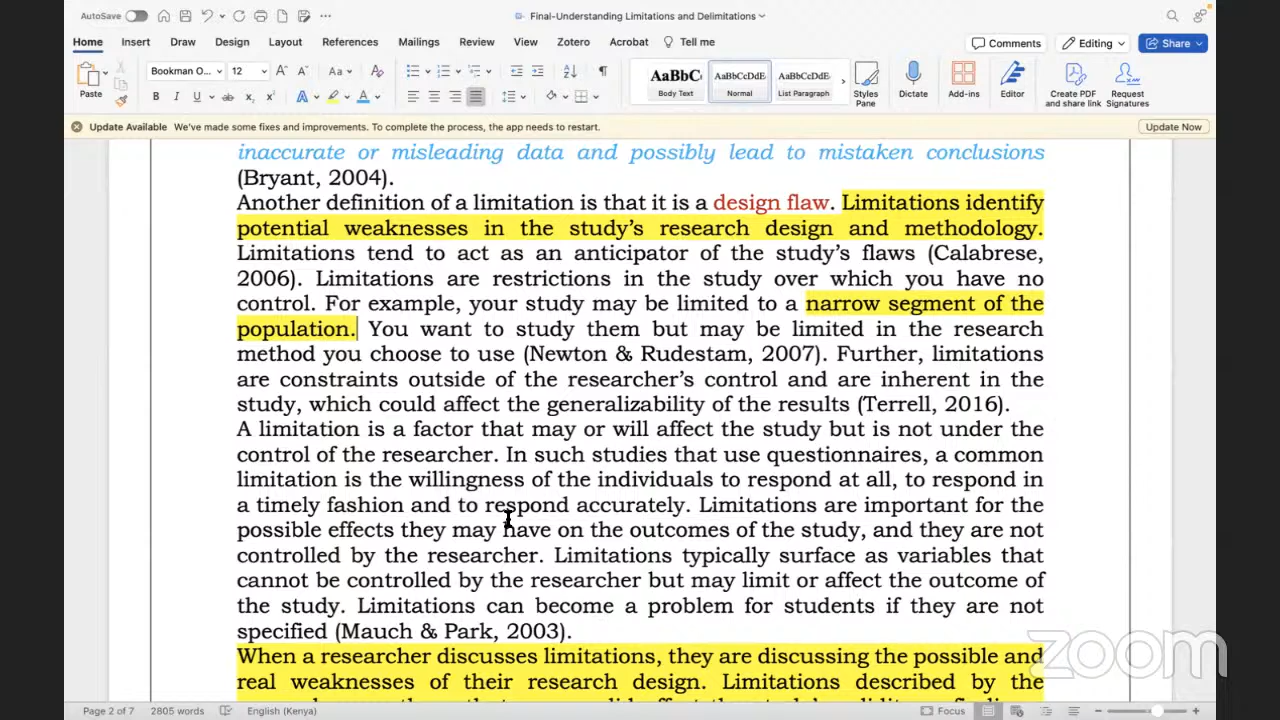 AutoSave
Final-Understanding Limitations and Delimitations
Home Insert Draw Design Layout References Mailings Review View Zotero Acrobat Tell me
Comments Editing Share
Paste
Bookman O... 12
AaBbC AaBbCcDdE AaBbCcDdE
Body Text Normal List Paragraph
Styles Pane
Dictate
Add-ins
Editor
Create PDF and share link
Request Signatures
Update Available We've made some fixes and improvements. To complete the process, the app needs to restart. Update Now
inaccurate or misleading data and possibly lead to mistaken conclusions
(Bryant, 2004).
Another definition of a limitation is that it is a design flaw. Limitations identify
potential weaknesses in the study's research design and methodology.
Limitations tend to act as an anticipator of the study's flaws (Calabrese,
2006). Limitations are restrictions in the study over which you have no
control. For example, your study may be limited to a narrow segment of the
population. You want to study them but may be limited in the research
method you choose to use (Newton & Rudestam, 2007). Further, limitations
are constraints outside of the researcher's control and are inherent in the
study, which could affect the generalizability of the results (Terrell, 2016).
A limitation is a factor that may or will affect the study but is not under the
control of the researcher. In such studies that use questionnaires, a common
limitation is the willingness of the individuals to respond at all, to respond in
a timely fashion and to respond accurately. Limitations are important for the
possible effects they may have on the outcomes of the study, and they are not
controlled by the researcher. Limitations typically surface as variables that
cannot be controlled by the researcher but may limit or affect the outcome of
the study. Limitations can become a problem for students if they are not
specified (Mauch & Park, 2003).
When a researcher discusses limitations, they are discussing the possible and
real weaknesses of their research design. Limitations described by the
zoom
Page 2 of 7 2805 words English (Kenya) Focus